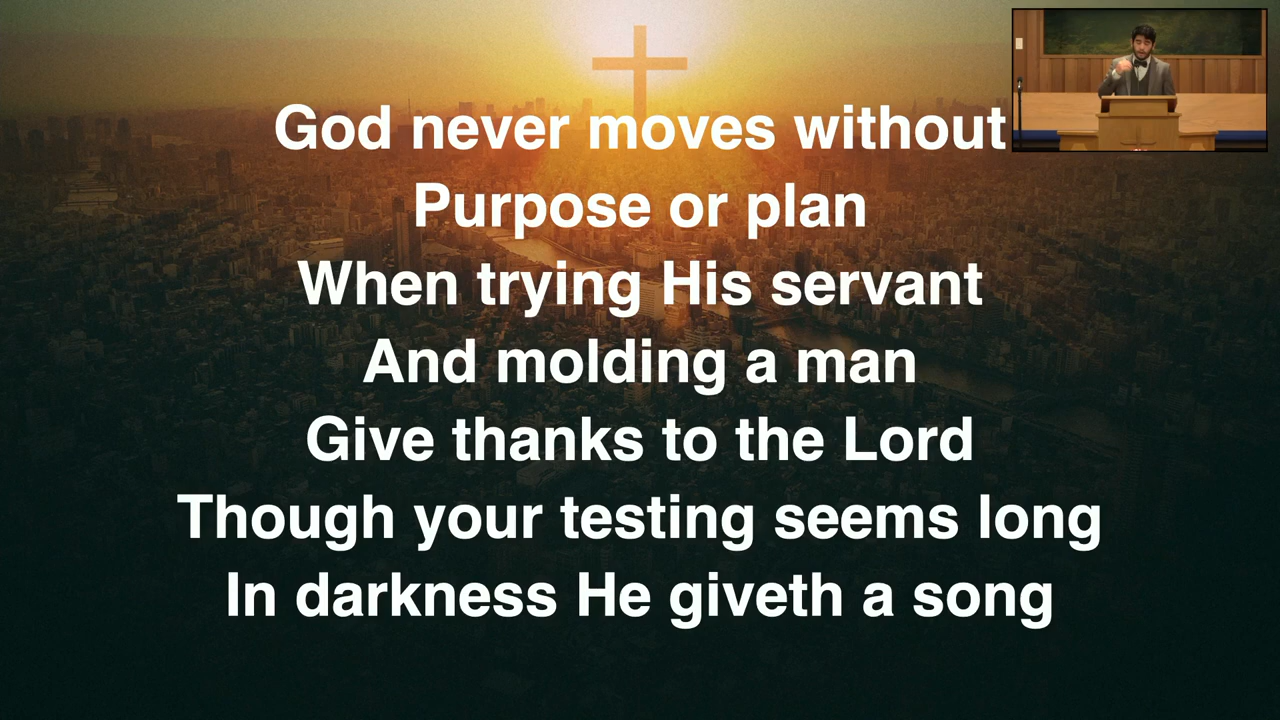 God never moves without
Purpose or plan
When trying His servant
And molding a man
Give thanks to the Lord
Though your testing seems long
In darkness He giveth a song